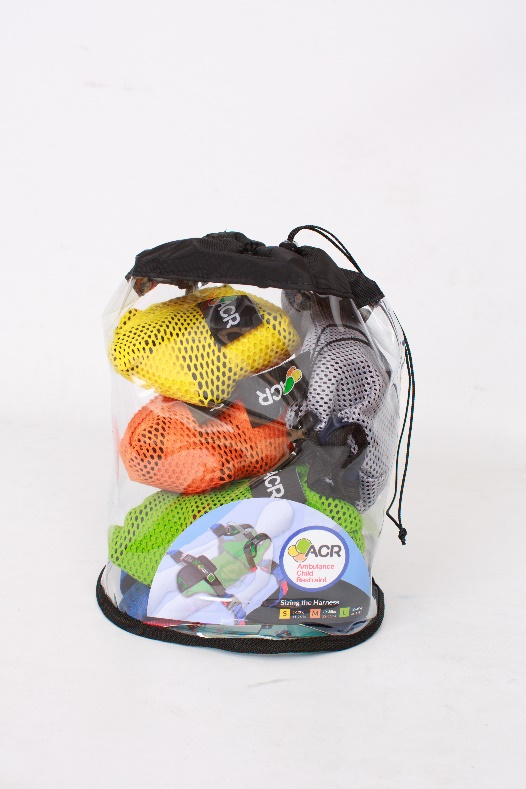 ACR
ACR
ACR
ACR
Ambulance
Child
Restraint
Sizing the Harness
S M L